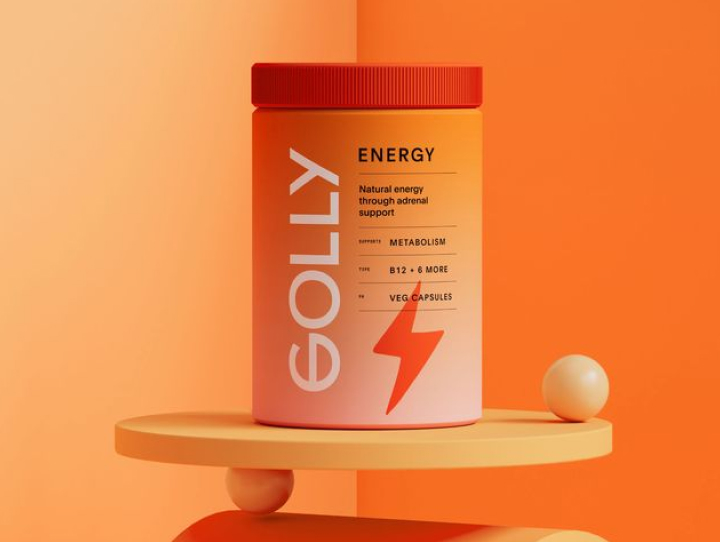 GOLLY
ENERGY
Natural energy
through adrenal
support
SUPPORTS METABOLISM
TYPE B12 + 6 MORE
VEG CAPSULES